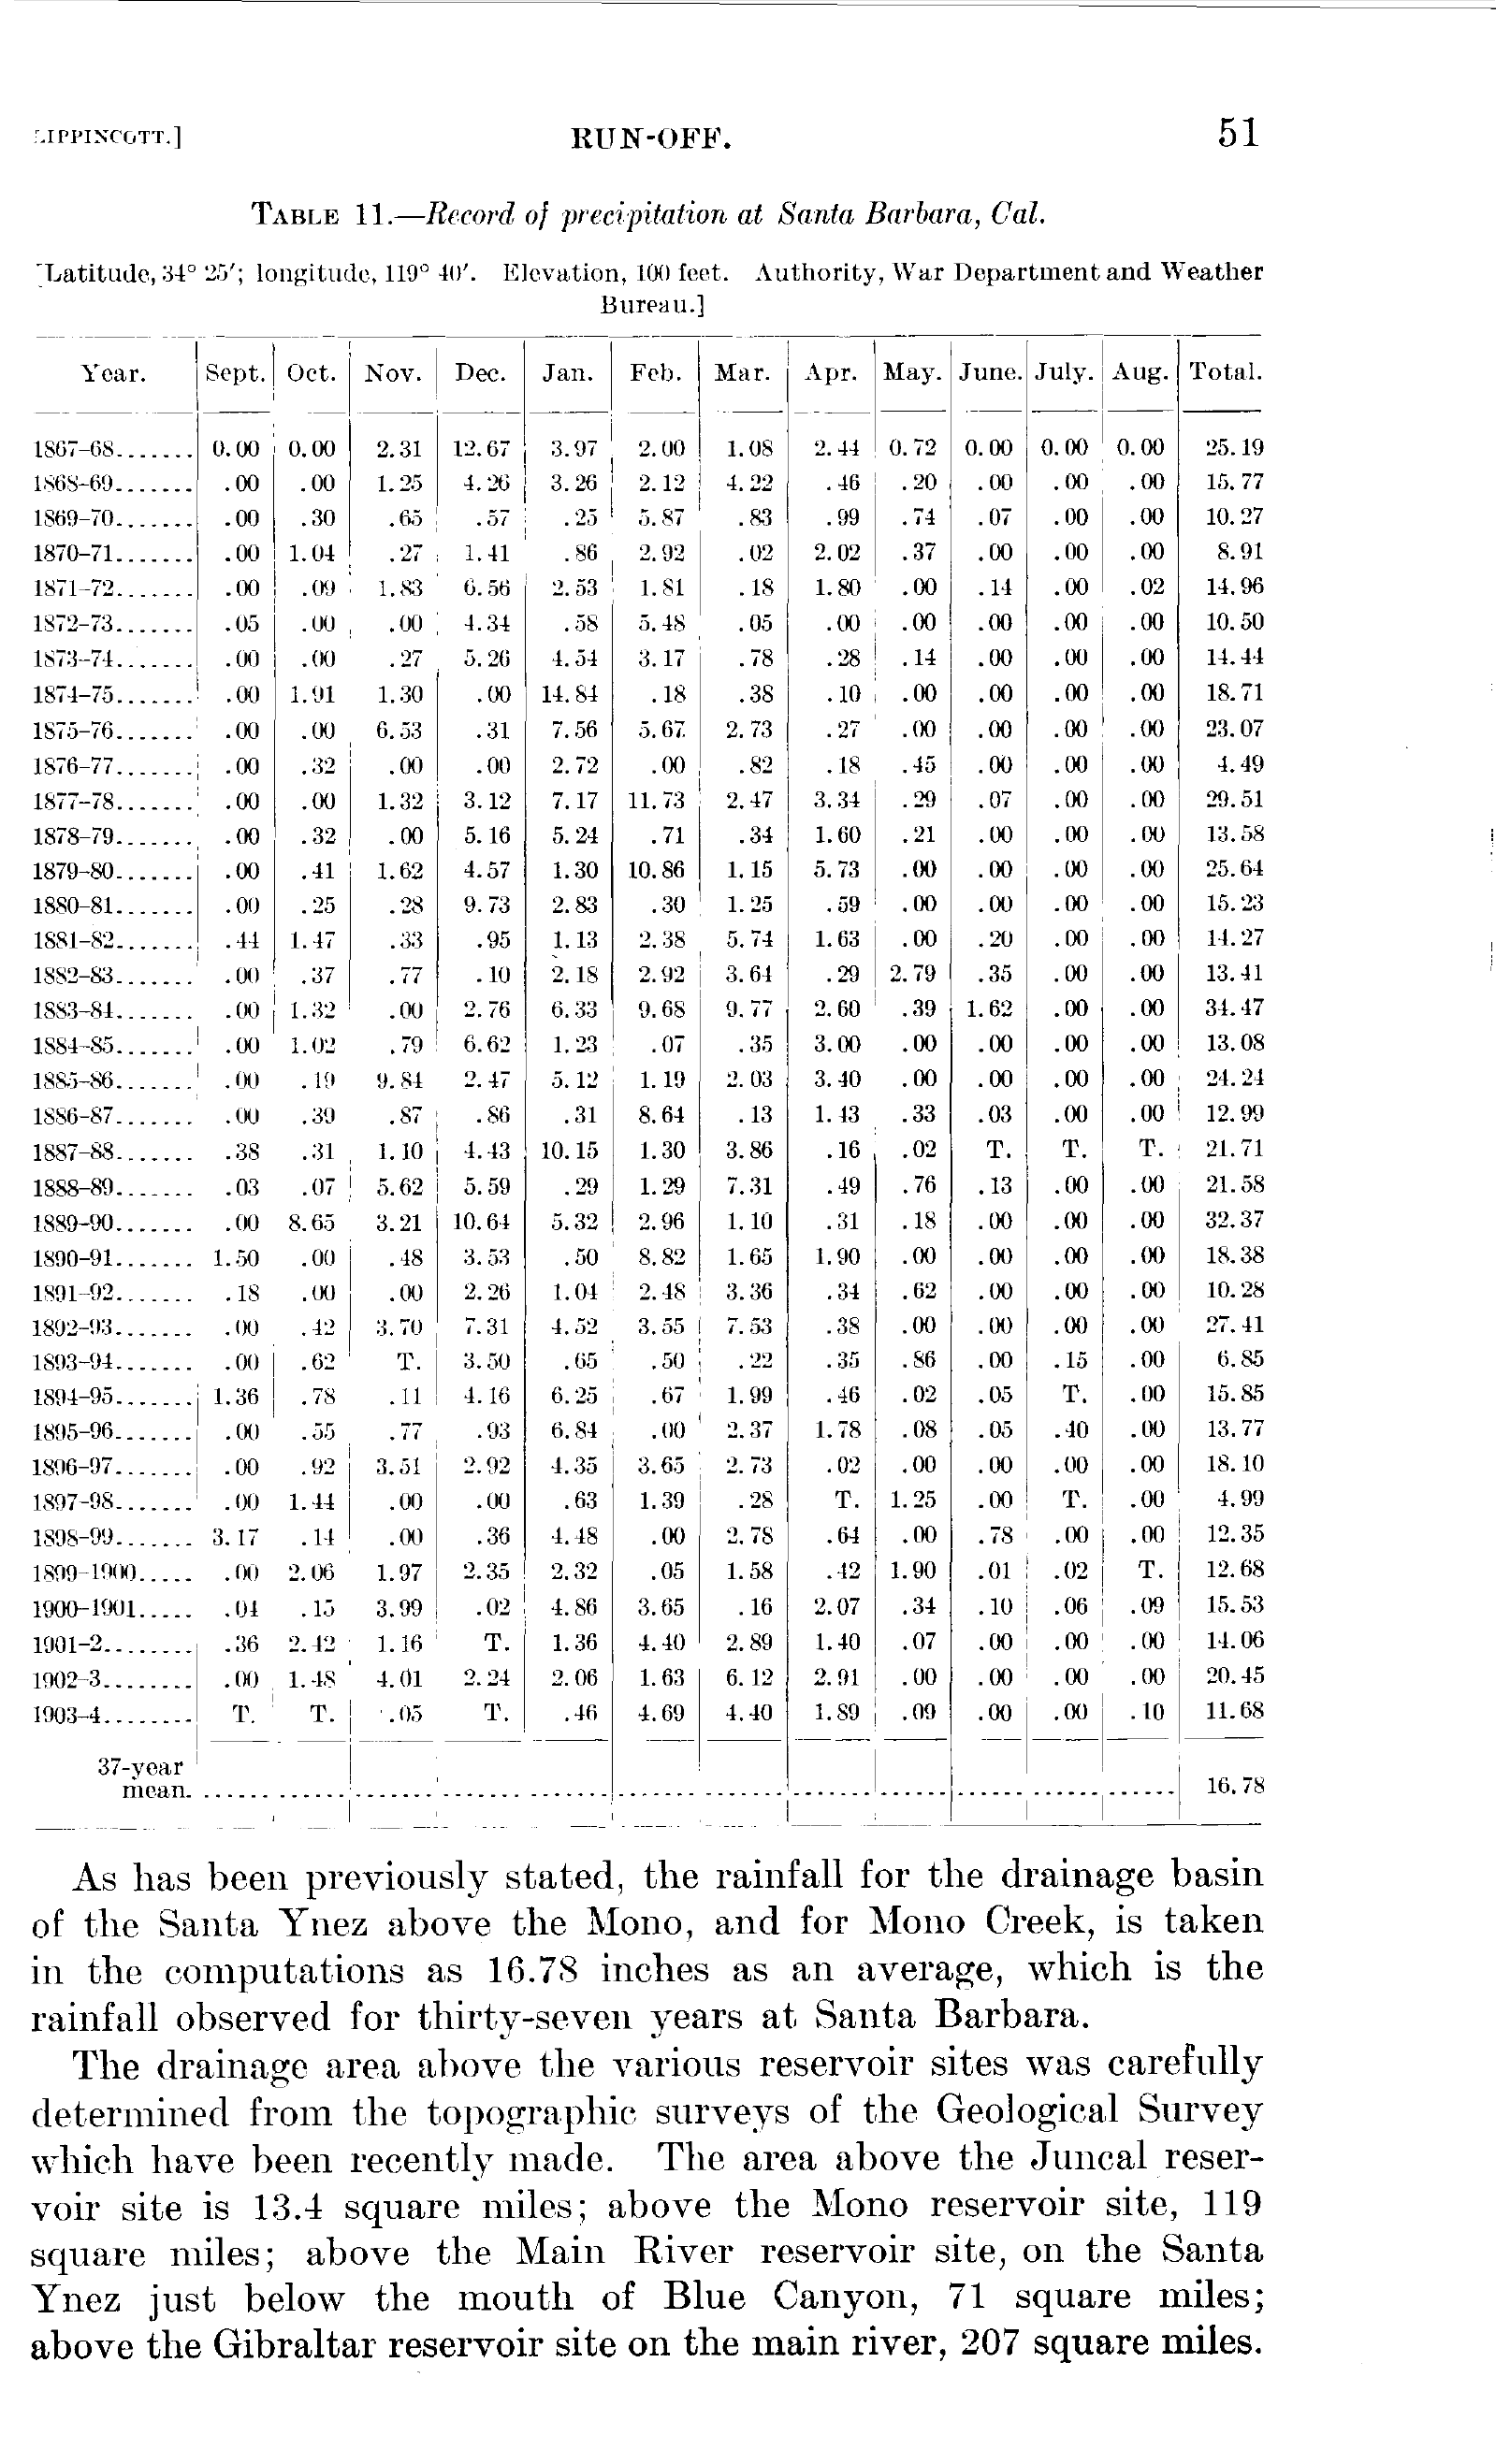 LIPPINCOTT.] RUN-OFF. 51
TABLE 11.—Record of precipitation at Santa Barbara, Cal.
[Latitude, 34° 25′; longitude, 119° 40′. Elevation, 100 feet. Authority, War Department and Weather
Bureau.]
Year. Sept. Oct. Nov. Dec. Jan. Feb. Mar. Apr. May. June. July. Aug. Total.
1867–68....... 0.00 0.00 2.31 12.67 3.97 2.00 1.08 2.44 0.72 0.00 0.00 0.00 25.19
1868–69....... .00 .00 1.25 4.26 3.26 2.12 4.22 .46 .20 .00 .00 .00 15.77
1869–70....... .00 .30 .65 .57 .25 5.87 .83 .99 .74 .07 .00 .00 10.27
1870–71....... .00 1.04 .27 1.41 .86 2.92 .02 2.02 .37 .00 .00 .00 8.91
1871–72....... .00 .09 1.83 6.56 2.53 1.81 .18 1.80 .00 .14 .00 .02 14.96
1872–73....... .05 .00 .00 4.34 .58 5.48 .05 .00 .00 .00 .00 .00 10.50
1873–74....... .00 .00 .27 5.26 4.54 3.17 .78 .28 .14 .00 .00 .00 14.44
1874–75....... .00 1.91 1.30 .00 14.84 .18 .38 .10 .00 .00 .00 .00 18.71
1875–76....... .00 .00 6.53 .31 7.56 5.67 2.73 .27 .00 .00 .00 .00 23.07
1876–77....... .00 .32 .00 .00 2.72 .00 .82 .18 .45 .00 .00 .00 4.49
1877–78....... .00 .00 1.32 3.12 7.17 11.73 2.47 3.34 .29 .07 .00 .00 29.51
1878–79....... .00 .32 .00 5.16 5.24 .71 .34 1.60 .21 .00 .00 .00 13.58
1879–80....... .00 .41 1.62 4.57 1.30 10.86 1.15 5.73 .00 .00 .00 .00 25.64
1880–81....... .00 .25 .28 9.73 2.83 .30 1.25 .59 .00 .00 .00 .00 15.23
1881–82....... .44 1.47 .33 .95 1.13 2.38 5.74 1.63 .00 .20 .00 .00 14.27
1882–83....... .00 .37 .77 .10 2.18 2.92 3.64 .29 2.79 .35 .00 .00 13.41
1883–84....... .00 1.32 .00 2.76 6.33 9.68 9.77 2.60 .39 1.62 .00 .00 34.47
1884–85....... .00 1.02 .79 6.62 1.23 .07 .35 3.00 .00 .00 .00 .00 13.08
1885–86....... .00 .19 9.84 2.47 5.12 1.19 2.03 3.40 .00 .00 .00 .00 24.24
1886–87....... .00 .39 .87 .86 .31 8.64 .13 1.43 .33 .03 .00 .00 12.99
1887–88....... .38 .31 1.10 4.43 10.15 1.30 3.86 .16 .02 T. T. T. 21.71
1888–89....... .03 .07 5.62 5.59 .29 1.29 7.31 .49 .76 .13 .00 .00 21.58
1889–90....... .00 8.65 3.21 10.64 5.32 2.96 1.10 .31 .18 .00 .00 .00 32.37
1890–91....... 1.50 .00 .48 3.53 .50 8.82 1.65 1.90 .00 .00 .00 .00 18.38
1891–92....... .18 .00 .00 2.26 1.04 2.48 3.36 .34 .62 .00 .00 .00 10.28
1892–93....... .00 .42 3.70 7.31 4.52 3.55 7.53 .38 .00 .00 .00 .00 27.41
1893–94....... .00 .62 T. 3.50 .65 .50 .22 .35 .86 .00 .15 .00 6.85
1894–95....... 1.36 .78 .11 4.16 6.25 .67 1.99 .46 .02 .05 T. .00 15.85
1895–96....... .00 .55 .77 .93 6.84 .00 2.37 1.78 .08 .05 .40 .00 13.77
1896–97....... .00 .92 3.51 2.92 4.35 3.65 2.73 .02 .00 .00 .00 .00 18.10
1897–98....... .00 1.44 .00 .00 .63 1.39 .28 T. 1.25 .00 T. .00 4.99
1898–99....... 3.17 .14 .00 .36 4.48 .00 2.78 .64 .00 .78 .00 .00 12.35
1899–1900..... .00 2.06 1.97 2.35 2.32 .05 1.58 .42 1.90 .01 .02 T. 12.68
1900–1901..... .04 .15 3.99 .02 4.86 3.65 .16 2.07 .34 .10 .06 .09 15.53
1901–2........ .36 2.42 1.16 T. 1.36 4.40 2.89 1.40 .07 .00 .00 .00 14.06
1902–3........ .00 1.48 4.01 2.24 2.06 1.63 6.12 2.91 .00 .00 .00 .00 20.45
1903–4........ T. T. .05 T. .46 4.69 4.40 1.89 .09 .00 .00 .10 11.68
37-year
mean. 16.78
As has been previously stated, the rainfall for the drainage basin
of the Santa Ynez above the Mono, and for Mono Creek, is taken
in the computations as 16.78 inches as an average, which is the
rainfall observed for thirty-seven years at Santa Barbara.
The drainage area above the various reservoir sites was carefully
determined from the topographic surveys of the Geological Survey
which have been recently made. The area above the Juncal reser-
voir site is 13.4 square miles; above the Mono reservoir site, 119
square miles; above the Main River reservoir site, on the Santa
Ynez just below the mouth of Blue Canyon, 71 square miles;
above the Gibraltar reservoir site on the main river, 207 square miles.